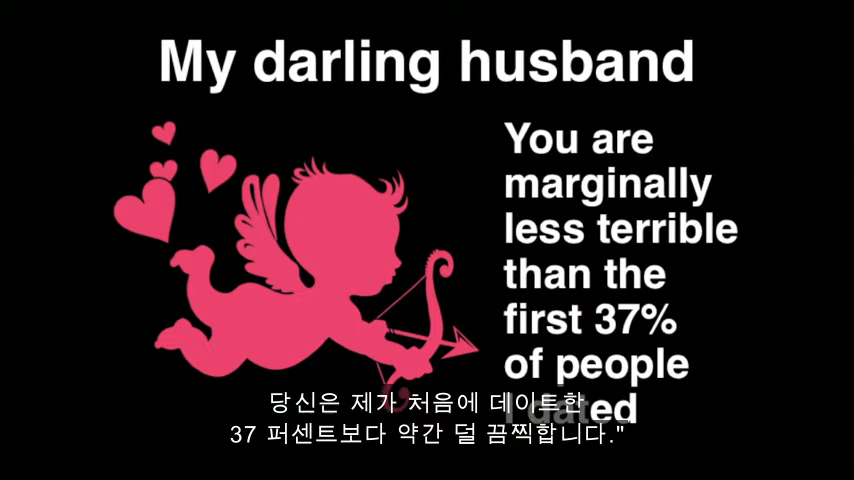 My darling husband
You are
marginally
less terrible
than the
first 37%
of people
I dated
당신은 제가 처음에 데이트한
37 퍼센트보다 약간 덜 끔찍합니다."